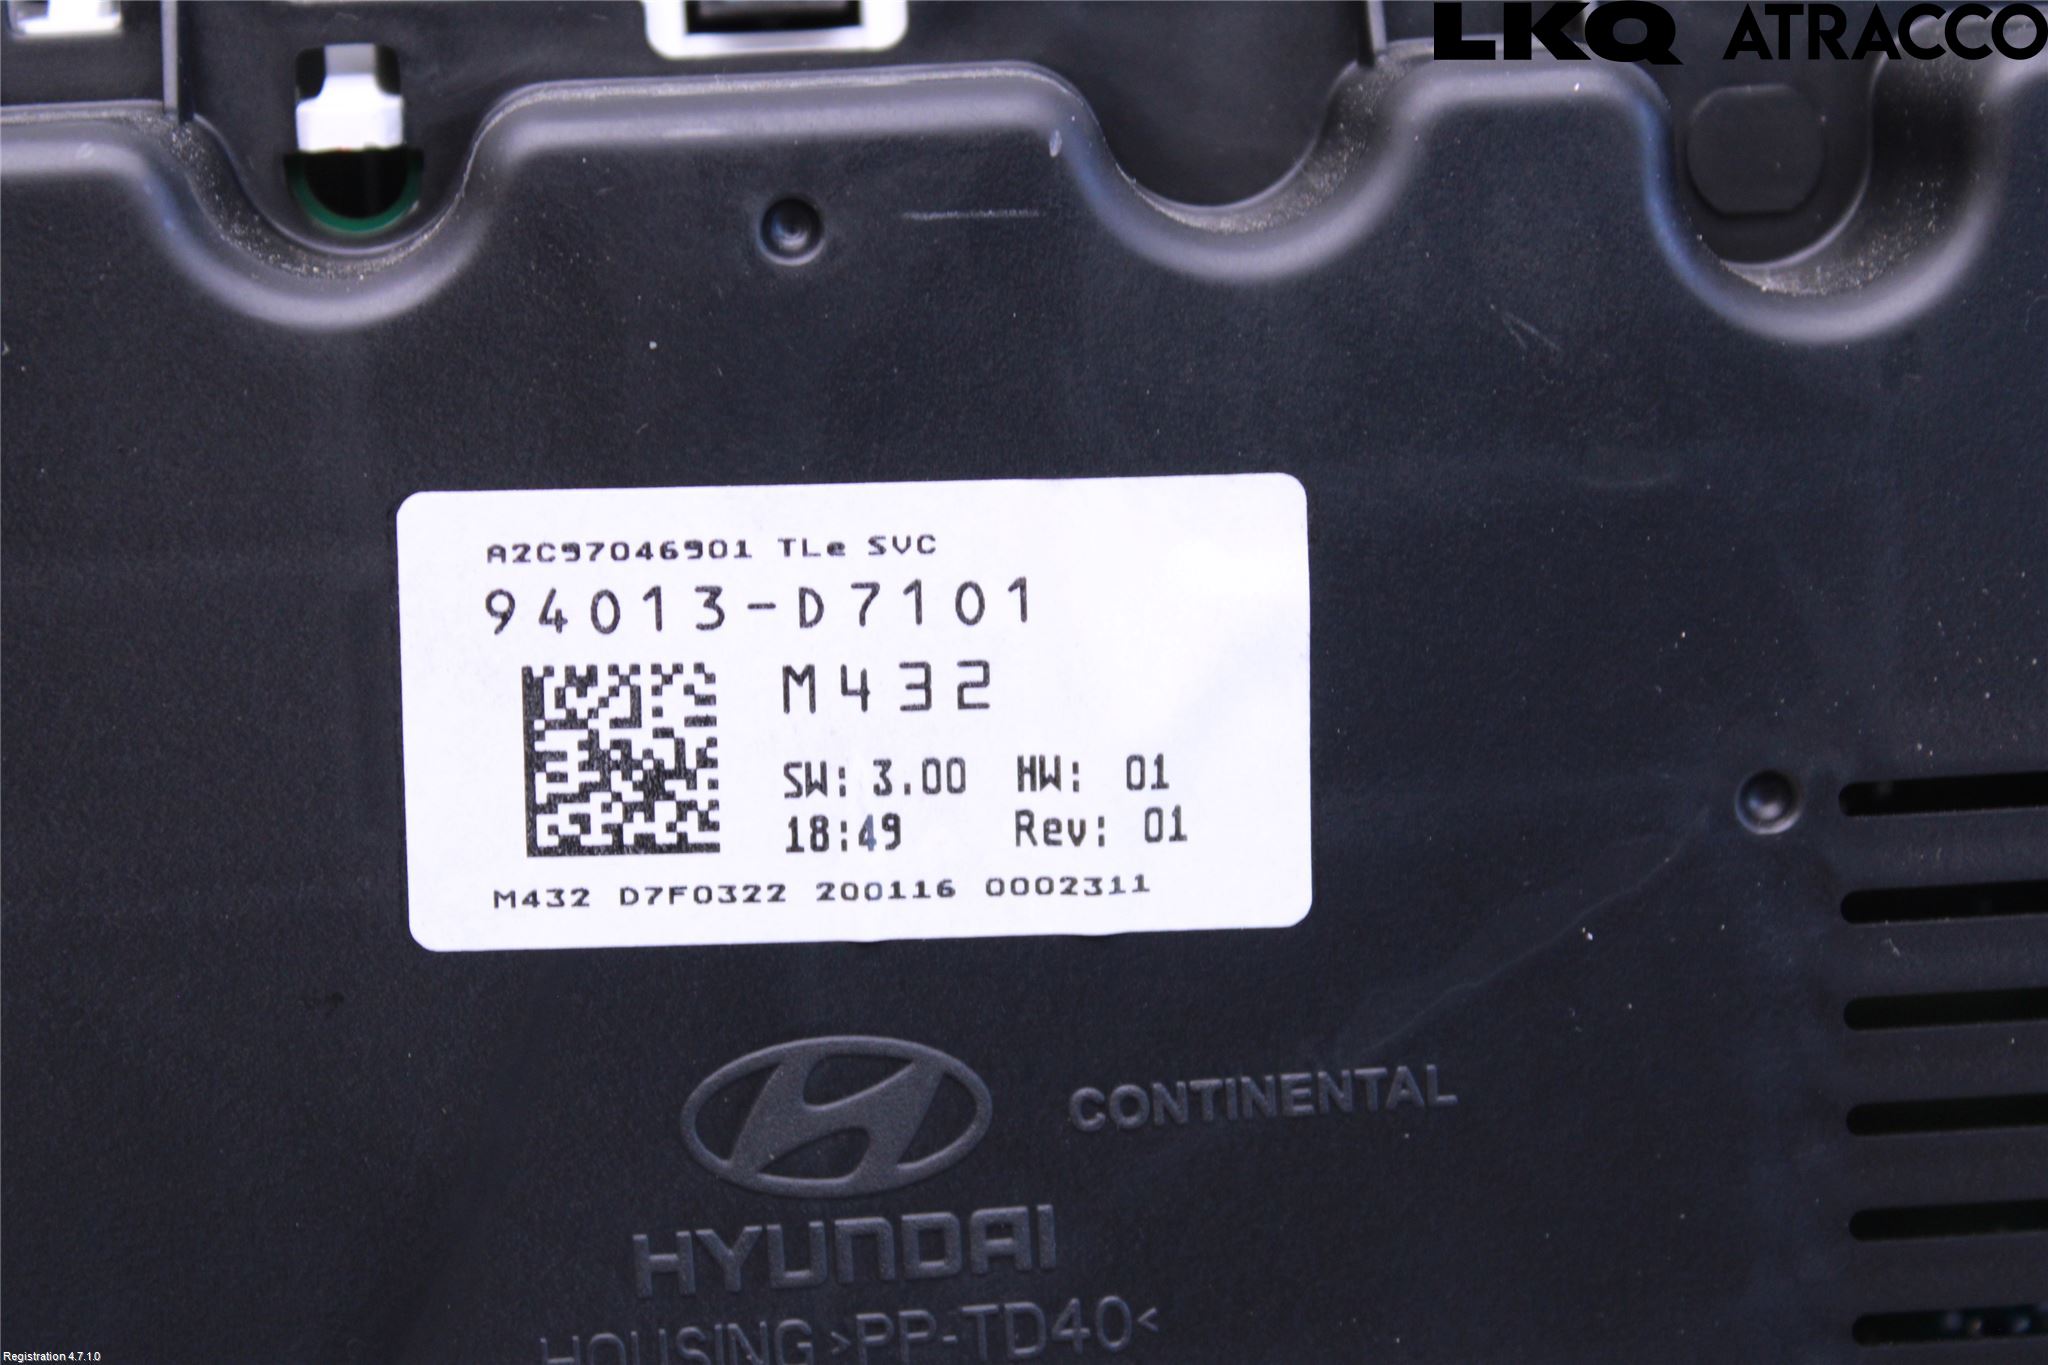 LKQ ATRACCO
A2C97046901 TLe SVC
94013-D7101
M432
SW: 3.00 HW: 01
18:49 Rev: 01
M432 D7F0322 200116 0002311
CONTINENTAL
HYUNDAI
HOUSING >PP-TD40<
Registration 4.7.1.0